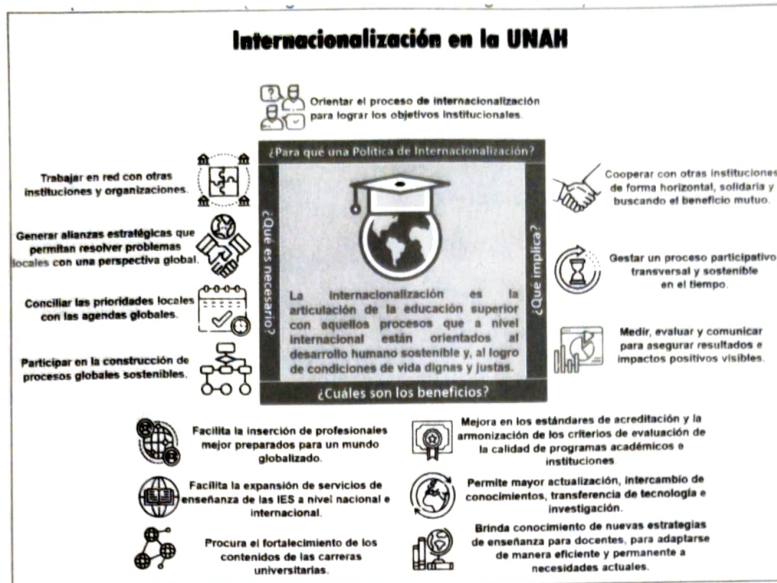 Internacionalización en la UNAH
Orientar el proceso de internacionalización
para lograr los objetivos institucionales.
¿Para qué una Política de Internacionalización?
Trabajar en red con otras
instituciones y organizaciones.
Generar alianzas estratégicas que
permitan resolver problemas
locales con una perspectiva global.
Conciliar las prioridades locales
con las agendas globales.
Participar en la construcción de
procesos globales sostenibles.
¿Qué es necesario?
La internacionalización es la
articulación de la educación superior
con aquellos procesos que a nivel
internacional están orientados al
desarrollo humano sostenible y, al logro
de condiciones de vida dignas y justas.
¿Qué implica?
Cooperar con otras instituciones
de forma horizontal, solidaria y
buscando el beneficio mutuo.
Gestar un proceso participativo
transversal y sostenible
en el tiempo.
Medir, evaluar y comunicar
para asegurar resultados e
impactos positivos visibles.
¿Cuáles son los beneficios?
Facilita la inserción de profesionales
mejor preparados para un mundo
globalizado.
Facilita la expansión de servicios de
enseñanza de las IES a nivel nacional e
internacional.
Procura el fortalecimiento de los
contenidos de las carreras
universitarias.
Mejora en los estándares de acreditación y la
armonización de los criterios de evaluación de
la calidad de programas académicos e
instituciones
Permite mayor actualización, intercambio de
conocimientos, transferencia de tecnología e
investigación.
Brinda conocimiento de nuevas estrategias
de enseñanza para docentes, para adaptarse
de manera eficiente y permanente a
necesidades actuales.